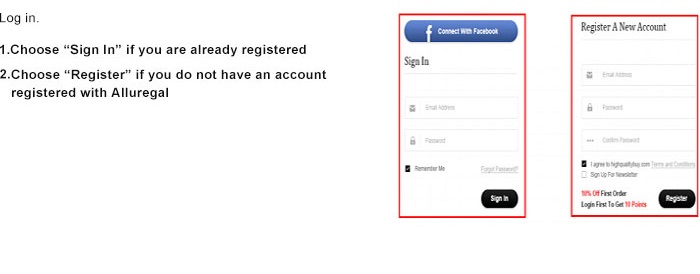 Log in.
1.Choose “Sign In” if you are already registered
2.Choose “Register” if you do not have an account
registered with Alluregal
f Connect With Facebook
Sign In
Email Address
Password
Remember Me Forgot Password?
Sign In
Register A New Account
Email Address
Password
Confirm Password
I agree to highqualitybuy.com Terms and Conditions
Sign Up For Newsletter
10% Off First Order
Login First To Get 10 Points
Register